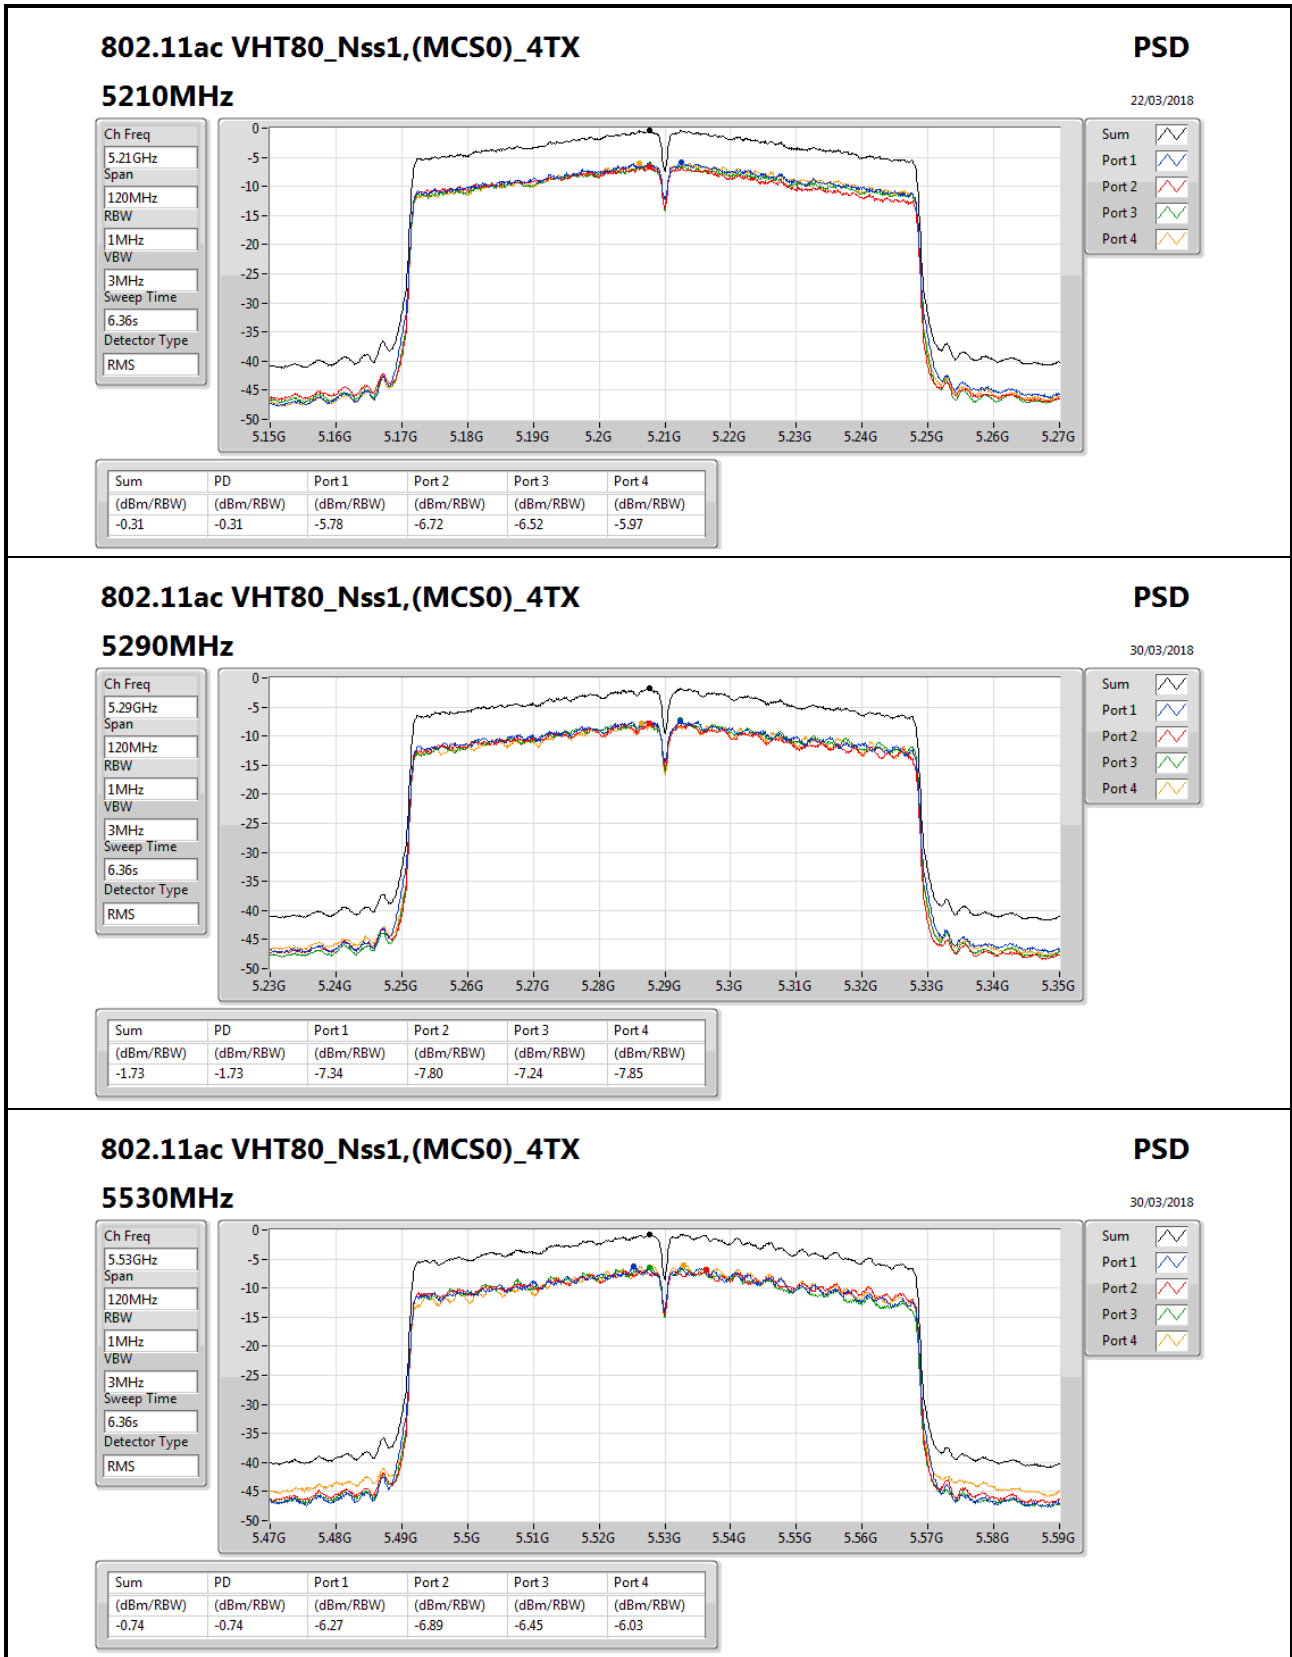 802.11ac VHT80_Nss1,(MCS0)_4TX PSD
5210MHz 22/03/2018
Ch Freq
5.21GHz
Span
120MHz
RBW
1MHz
VBW
3MHz
Sweep Time
6.36s
Detector Type
RMS
0
-5
-10
-15
-20
-25
-30
-35
-40
-45
-50
5.15G 5.16G 5.17G 5.18G 5.19G 5.2G 5.21G 5.22G 5.23G 5.24G 5.25G 5.26G 5.27G
Sum
Port 1
Port 2
Port 3
Port 4
Sum PD Port 1 Port 2 Port 3 Port 4
(dBm/RBW) (dBm/RBW) (dBm/RBW) (dBm/RBW) (dBm/RBW) (dBm/RBW)
-0.31 -0.31 -5.78 -6.72 -6.52 -5.97
802.11ac VHT80_Nss1,(MCS0)_4TX PSD
5290MHz 30/03/2018
Ch Freq
5.29GHz
Span
120MHz
RBW
1MHz
VBW
3MHz
Sweep Time
6.36s
Detector Type
RMS
0
-5
-10
-15
-20
-25
-30
-35
-40
-45
-50
5.23G 5.24G 5.25G 5.26G 5.27G 5.28G 5.29G 5.3G 5.31G 5.32G 5.33G 5.34G 5.35G
Sum
Port 1
Port 2
Port 3
Port 4
Sum PD Port 1 Port 2 Port 3 Port 4
(dBm/RBW) (dBm/RBW) (dBm/RBW) (dBm/RBW) (dBm/RBW) (dBm/RBW)
-1.73 -1.73 -7.34 -7.80 -7.24 -7.85
802.11ac VHT80_Nss1,(MCS0)_4TX PSD
5530MHz 30/03/2018
Ch Freq
5.53GHz
Span
120MHz
RBW
1MHz
VBW
3MHz
Sweep Time
6.36s
Detector Type
RMS
0
-5
-10
-15
-20
-25
-30
-35
-40
-45
-50
5.47G 5.48G 5.49G 5.5G 5.51G 5.52G 5.53G 5.54G 5.55G 5.56G 5.57G 5.58G 5.59G
Sum
Port 1
Port 2
Port 3
Port 4
Sum PD Port 1 Port 2 Port 3 Port 4
(dBm/RBW) (dBm/RBW) (dBm/RBW) (dBm/RBW) (dBm/RBW) (dBm/RBW)
-0.74 -0.74 -6.27 -6.89 -6.45 -6.03